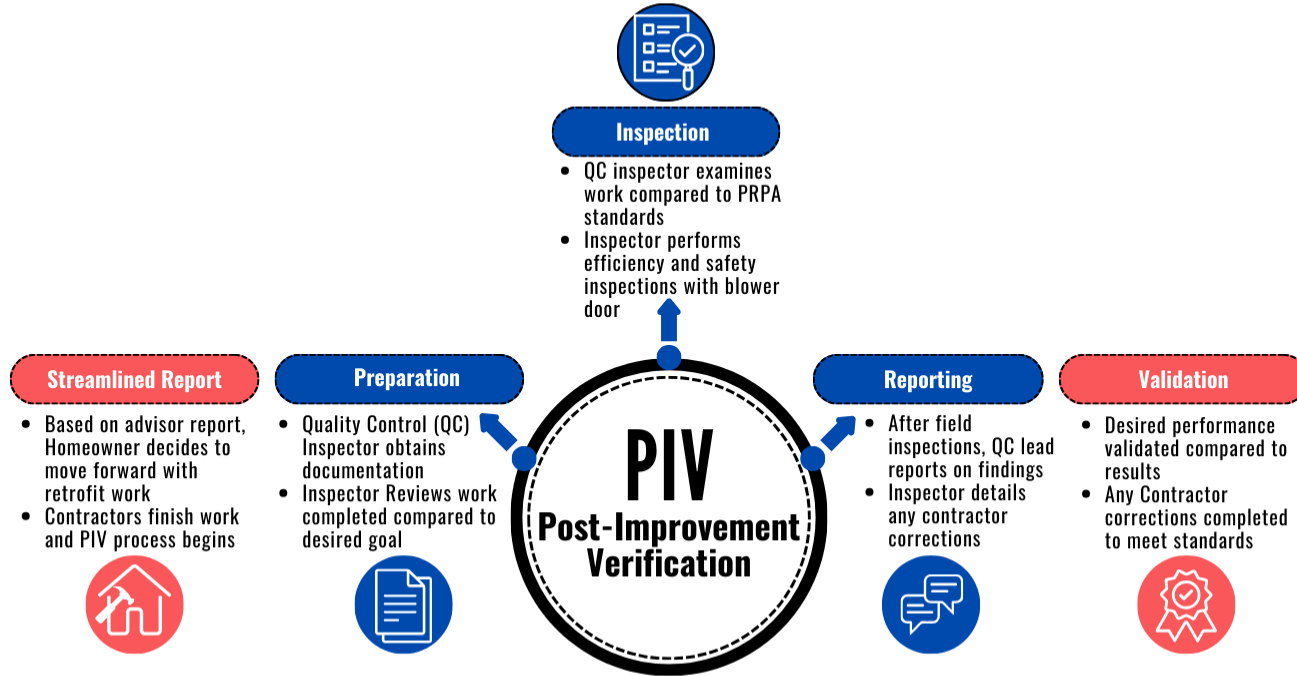 Inspection
• QC inspector examines
work compared to PRPA
standards
• Inspector performs
efficiency and safety
inspections with blower
door
Streamlined Report
• Based on advisor report,
Homeowner decides to
move forward with
retrofit work
• Contractors finish work
and PIV process begins
Preparation
• Quality Control (QC)
Inspector obtains
documentation
• Inspector Reviews work
completed compared to
desired goal
PIV
Post-Improvement
Verification
Reporting
• After field
inspections, QC lead
reports on findings
• Inspector details
any contractor
corrections
Validation
• Desired performance
validated compared to
results
• Any Contractor
corrections completed
to meet standards